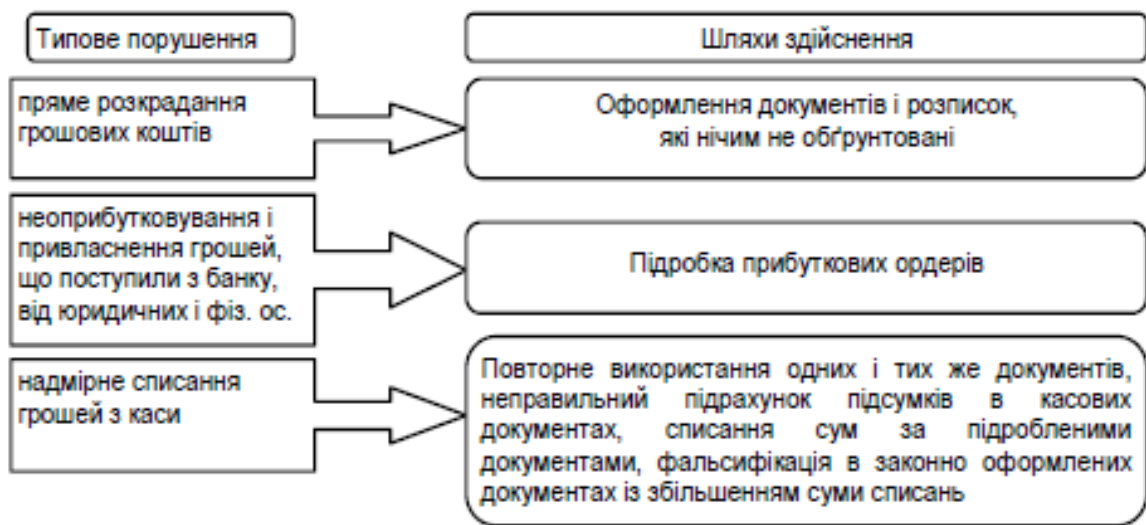 Типове порушення
Шляхи здійснення
пряме розкрадання
грошових коштів
Оформлення документів і розписок,
які нічим не обґрунтовані
неоприбутковування і
привласнення грошей,
що поступили з банку,
від юридичних і фіз. ос.
Підробка прибуткових ордерів
надмірне списання
грошей з каси
Повторне використання одних і тих же документів,
неправильний підрахунок підсумків в касових
документах, списання сум за підробленими
документами, фальсифікація в законно оформлених
документах із збільшенням суми списань